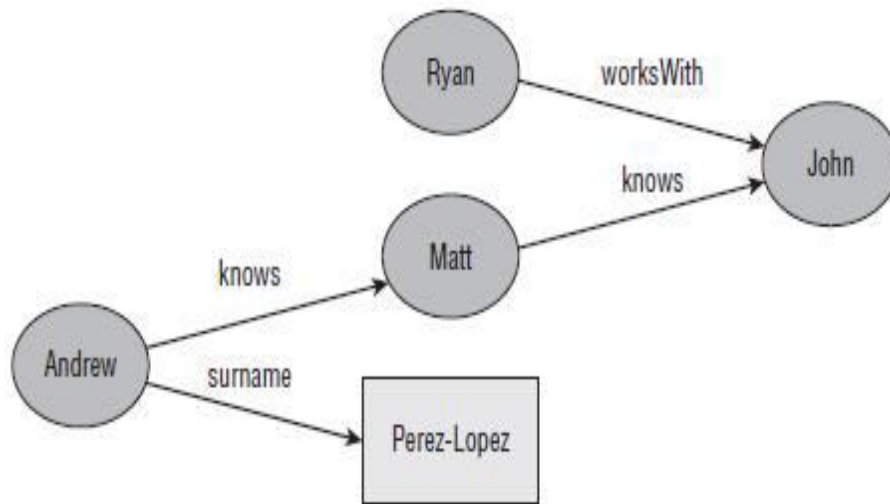 Ryan
worksWith
John
knows
Matt
knows
Andrew
surname
Perez-Lopez